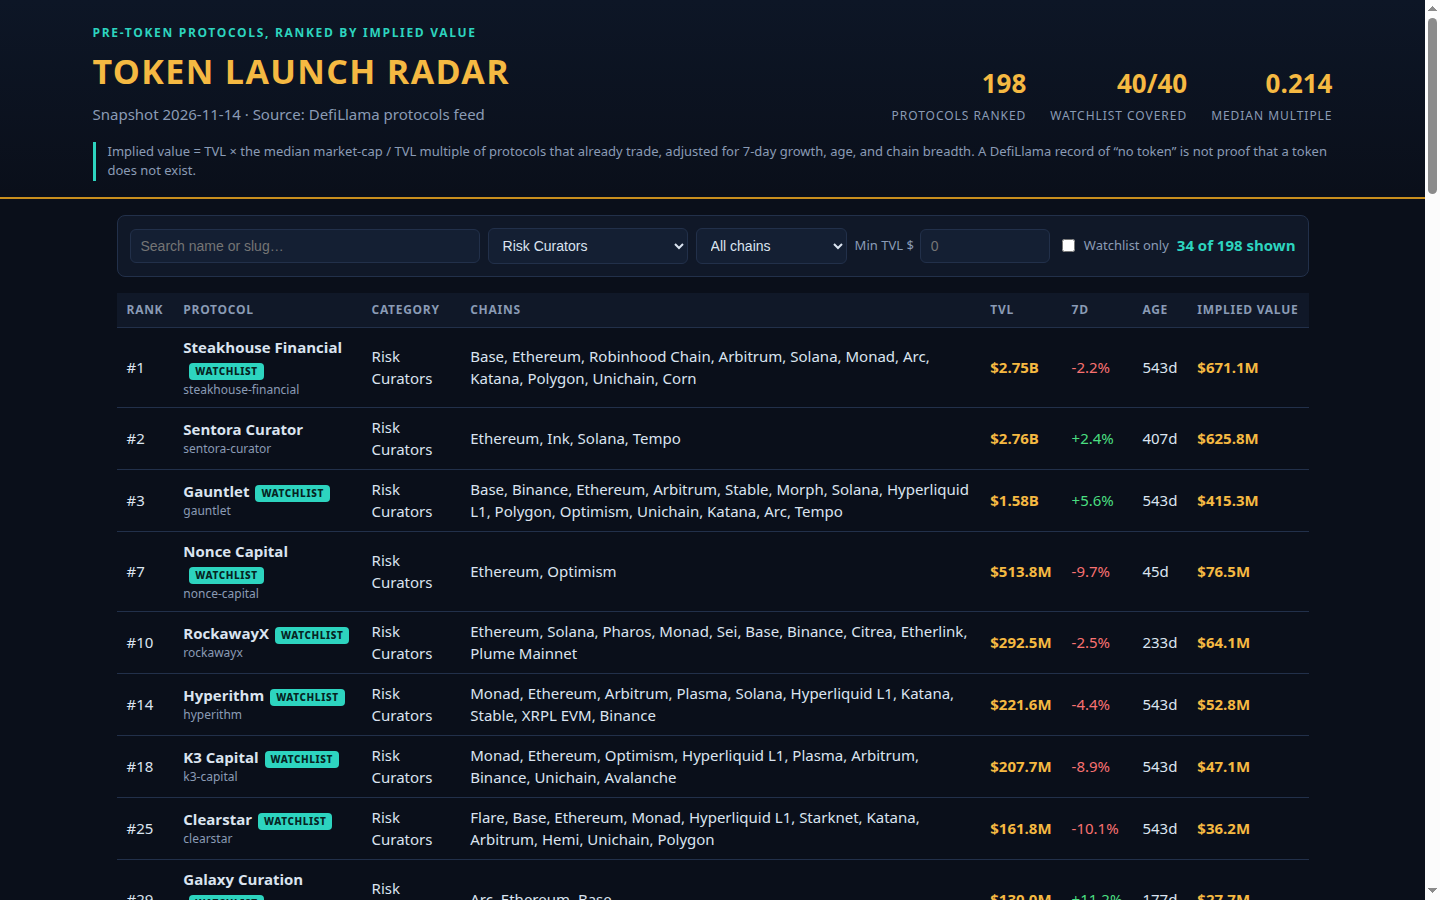 PRE-TOKEN PROTOCOLS, RANKED BY IMPLIED VALUE
TOKEN LAUNCH RADAR
Snapshot 2026-11-14 · Source: DefiLlama protocols feed
198
PROTOCOLS RANKED
40/40
WATCHLIST COVERED
0.214
MEDIAN MULTIPLE
Implied value = TVL × the median market-cap / TVL multiple of protocols that already trade, adjusted for 7-day growth, age, and chain breadth. A DefiLlama record of “no token” is not proof that a token
does not exist.
Search name or slug…
Risk Curators
All chains
Min TVL $
0
Watchlist only
34 of 198 shown
RANK PROTOCOL CATEGORY CHAINS TVL 7D AGE IMPLIED VALUE
#1
Steakhouse Financial
WATCHLIST
steakhouse-financial
Risk
Curators
Base, Ethereum, Robinhood Chain, Arbitrum, Solana, Monad, Arc,
Katana, Polygon, Unichain, Corn
$2.75B -2.2% 543d $671.1M
#2
Sentora Curator
sentora-curator
Risk
Curators
Ethereum, Ink, Solana, Tempo
$2.76B +2.4% 407d $625.8M
#3
Gauntlet WATCHLIST
gauntlet
Risk
Curators
Base, Binance, Ethereum, Arbitrum, Stable, Morph, Solana, Hyperliquid
L1, Polygon, Optimism, Unichain, Katana, Arc, Tempo
$1.58B +5.6% 543d $415.3M
#7
Nonce Capital
WATCHLIST
nonce-capital
Risk
Curators
Ethereum, Optimism
$513.8M -9.7% 45d $76.5M
#10
RockawayX WATCHLIST
rockawayx
Risk
Curators
Ethereum, Solana, Pharos, Monad, Sei, Base, Binance, Citrea, Etherlink,
Plume Mainnet
$292.5M -2.5% 233d $64.1M
#14
Hyperithm WATCHLIST
hyperithm
Risk
Curators
Monad, Ethereum, Arbitrum, Plasma, Solana, Hyperliquid L1, Katana,
Stable, XRPL EVM, Binance
$221.6M -4.4% 543d $52.8M
#18
K3 Capital WATCHLIST
k3-capital
Risk
Curators
Monad, Ethereum, Optimism, Hyperliquid L1, Plasma, Arbitrum,
Binance, Unichain, Avalanche
$207.7M -8.9% 543d $47.1M
#25
Clearstar WATCHLIST
clearstar
Risk
Curators
Flare, Base, Ethereum, Monad, Hyperliquid L1, Starknet, Katana,
Arbitrum, Hemi, Unichain, Polygon
$161.8M -10.1% 543d $36.2M
Galaxy Curation
Risk
Arc, Ethereum, Base